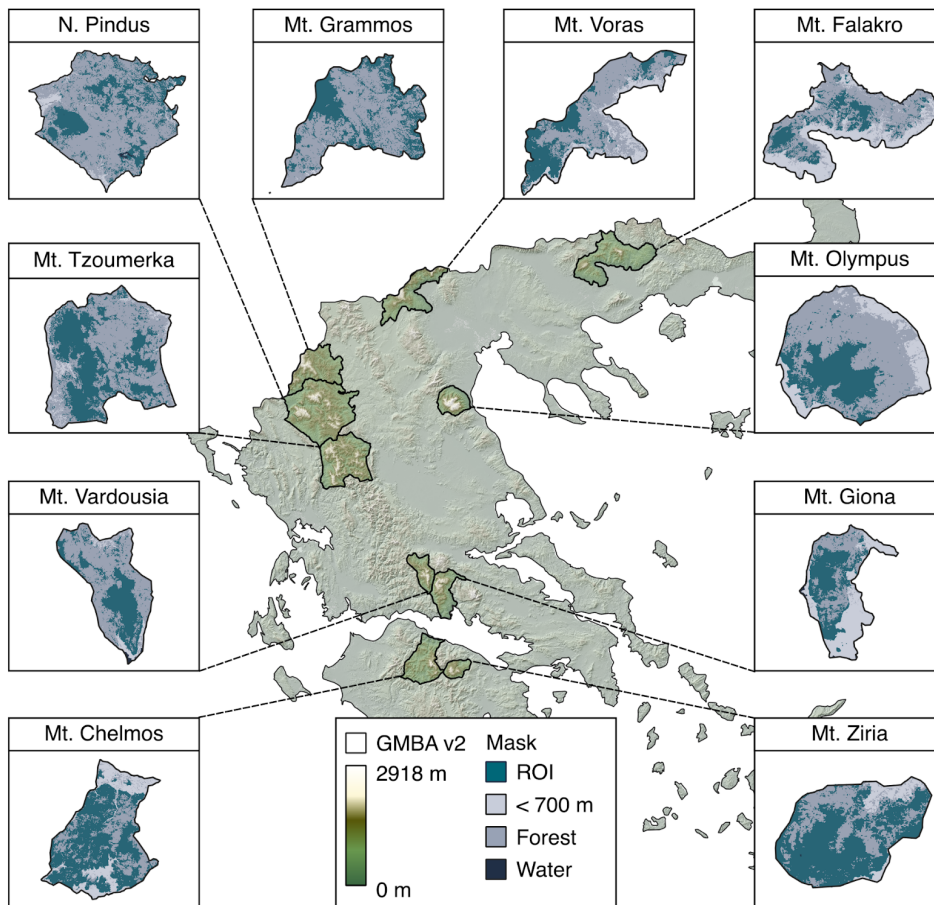 N. Pindus
Mt. Grammos
Mt. Voras
Mt. Falakro
Mt. Tzoumerka
Mt. Olympus
Mt. Vardousia
Mt. Giona
Mt. Chelmos
Mt. Ziria
GMBA v2
2918 m
0 m
Mask
ROI
< 700 m
Forest
Water